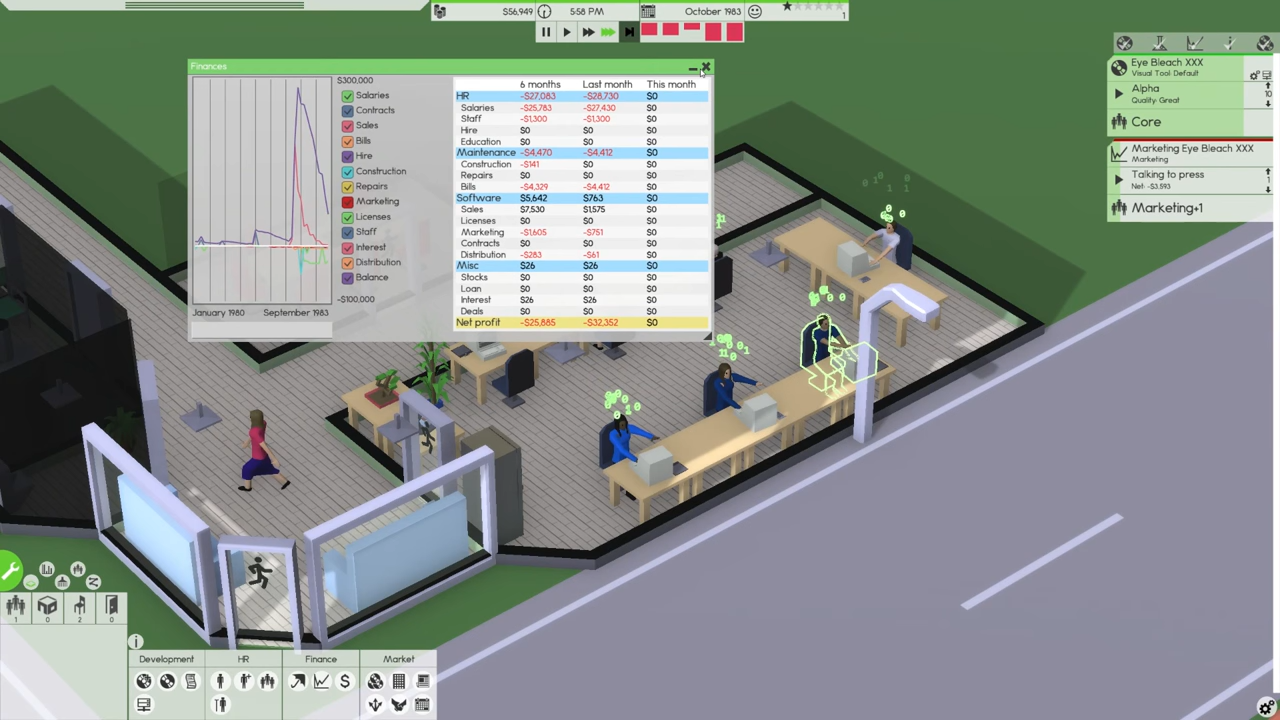 $56,949 5:58 PM October 1983 1
Finances
$300,000
Salaries
Contracts
Sales
Bills
Hire
Construction
Repairs
Marketing
Licenses
Staff
Interest
Distribution
Balance
-$100,000
January 1980 September 1983
6 months Last month This month
HR -$27,083 -$28,730 $0
Salaries -$25,783 -$27,430 $0
Staff -$1,300 -$1,300 $0
Hire $0 $0 $0
Education $0 $0 $0
Maintenance -$4,470 -$4,412 $0
Construction -$141 $0 $0
Repairs $0 $0 $0
Bills -$4,329 -$4,412 $0
Software $5,642 $763 $0
Sales $7,530 $1,575 $0
Licenses $0 $0 $0
Marketing -$1,605 -$751 $0
Contracts $0 $0 $0
Distribution -$283 -$61 $0
Misc $26 $26 $0
Stocks $0 $0 $0
Loan $0 $0 $0
Interest $26 $26 $0
Deals $0 $0 $0
Net profit -$25,885 -$32,352 $0
Eye Bleach XXX
Visual Tool: Default
Alpha
Quality: Great
10
Core
Marketing Eye Bleach XXX
Marketing
Talking to press
Net: -$3,593
1
Marketing+1
1 0 2 0
Development HR Finance Market